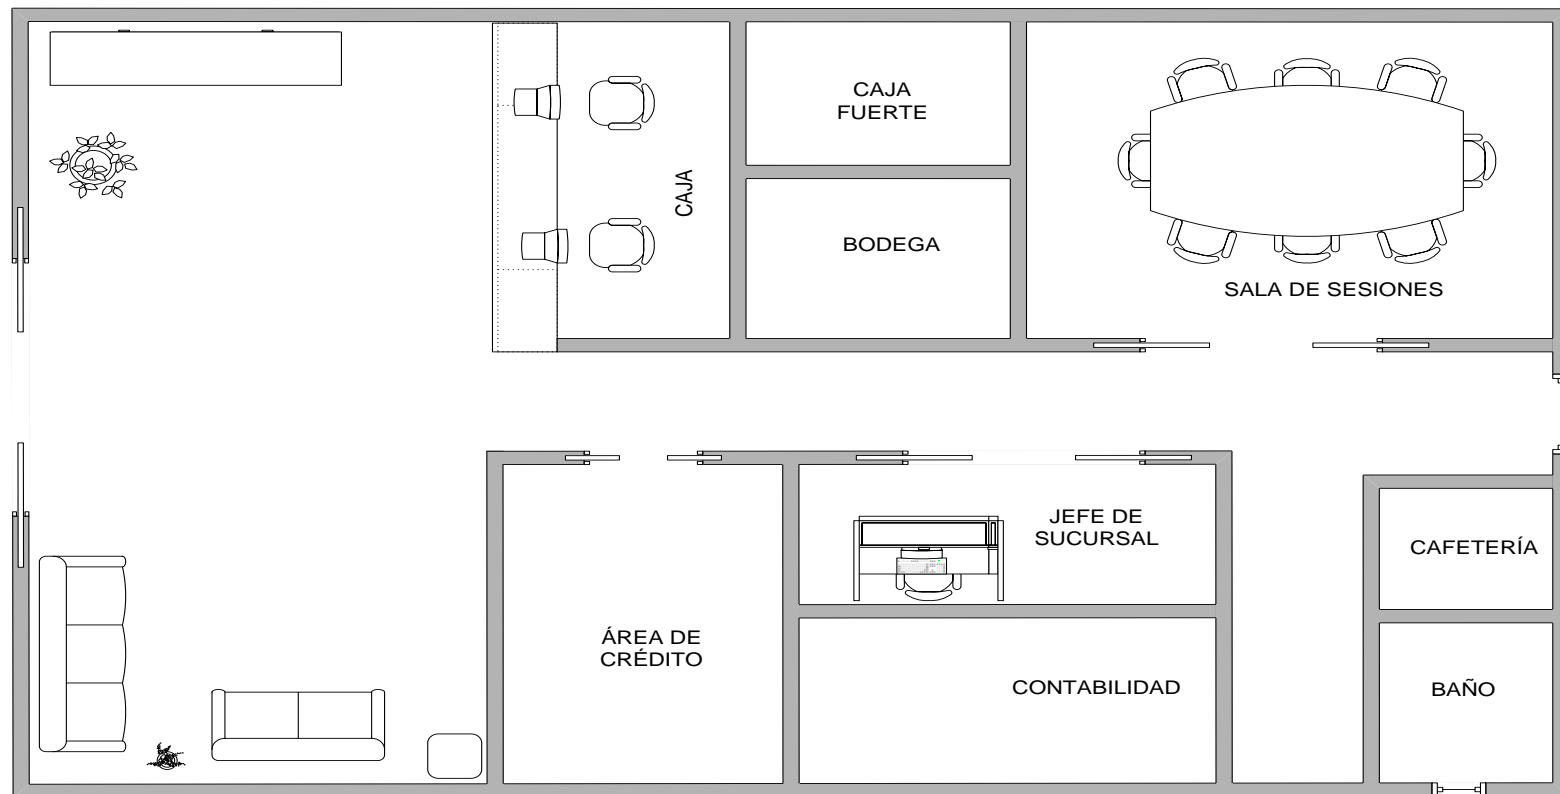 CAJA
FUERTE
CAJA
BODEGA
SALA DE SESIONES
JEFE DE
SUCURSAL
CAFETERÍA
ÁREA DE
CRÉDITO
CONTABILIDAD
BAÑO